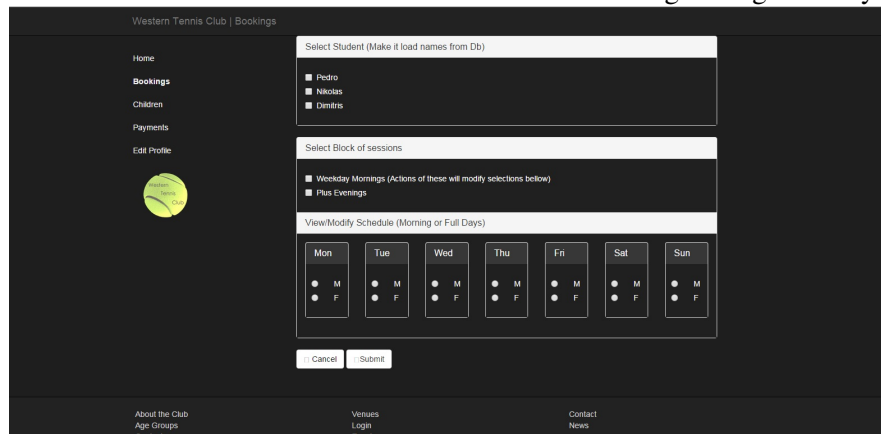 Western Tennis Club | Bookings
Home
Bookings
Children
Payments
Edit Profile
Western
Tennis
Club
Select Student (Make it load names from Db)
Pedro
Nikolas
Dimitris
Select Block of sessions
Weekday Mornings (Actions of these will modify selections bellow)
Plus Evenings
View/Modify Schedule (Morning or Full Days)
Mon Tue Wed Thu Fri Sat Sun
M M M M M M M
F F F F F F F
Cancel Submit
About the Club Venues Contact
Age Groups Login News